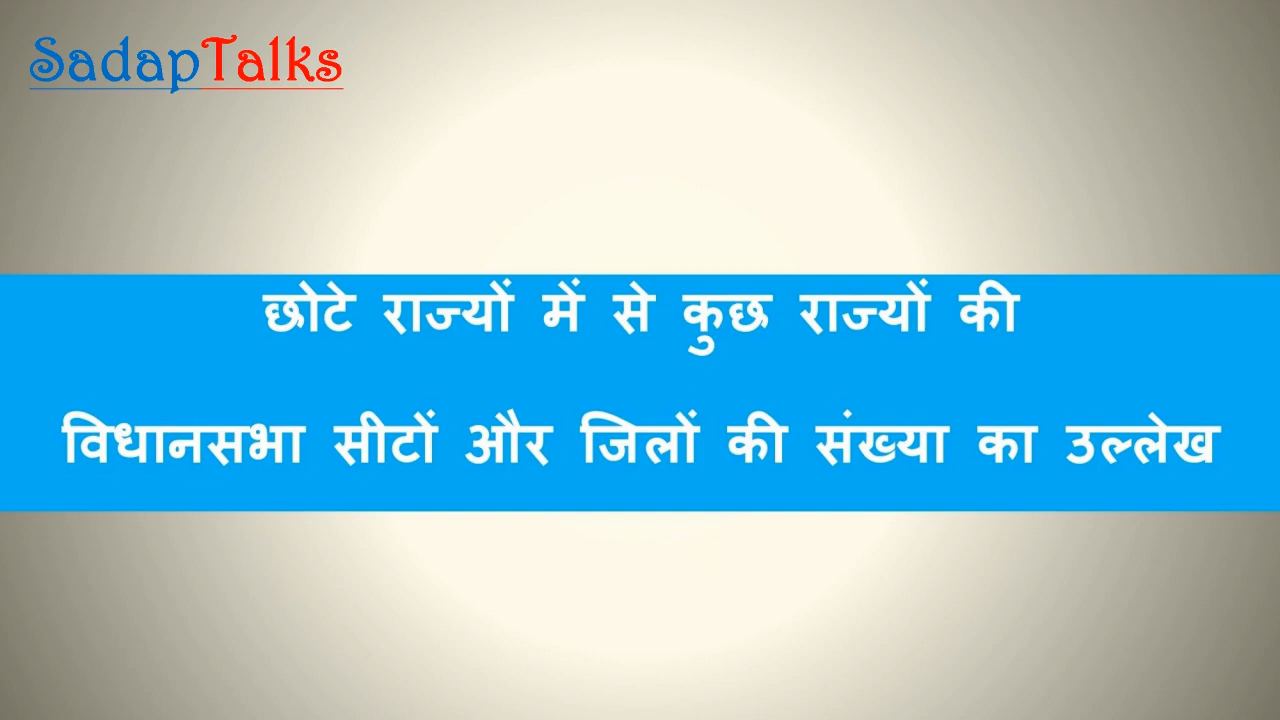 SadapTalks
छोटे राज्यों में से कुछ राज्यों की
विधानसभा सीटों और जिलों की संख्या का उल्लेख